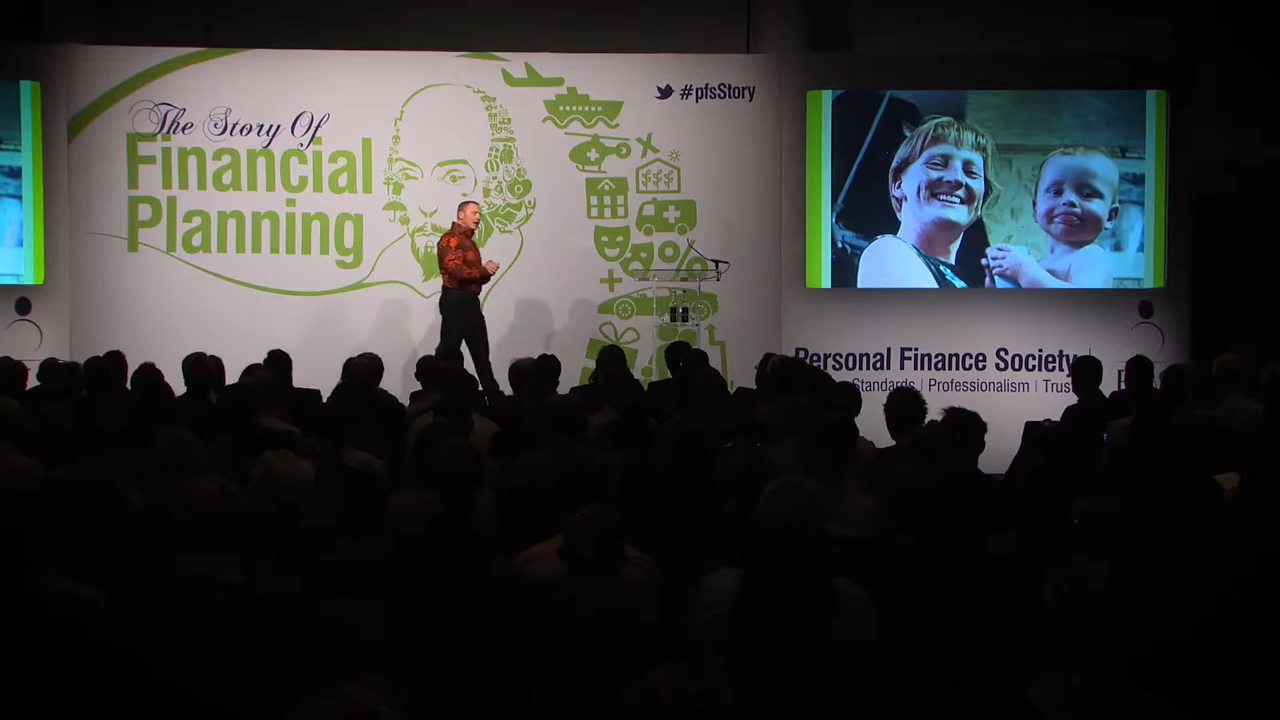 The Story Of
Financial
Planning
#pfsStory
Personal Finance Society
Standards | Professionalism | Trust